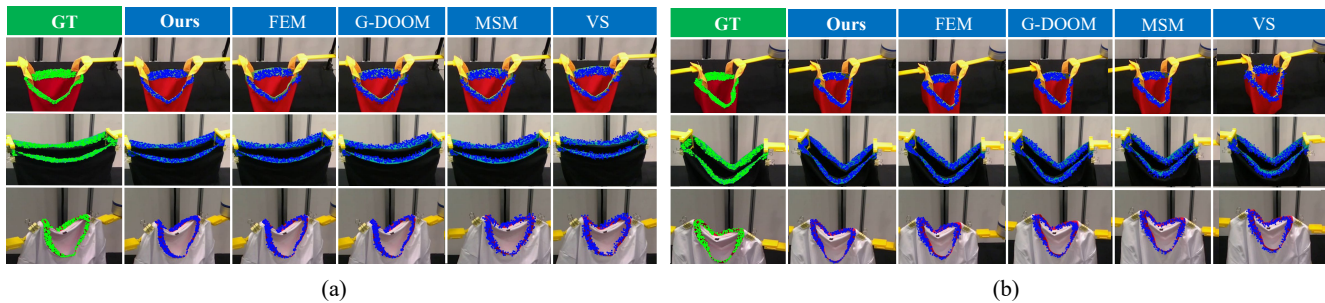 GT Ours FEM G-DOOM MSM VS GT Ours FEM G-DOOM MSM VS
(a) (b)